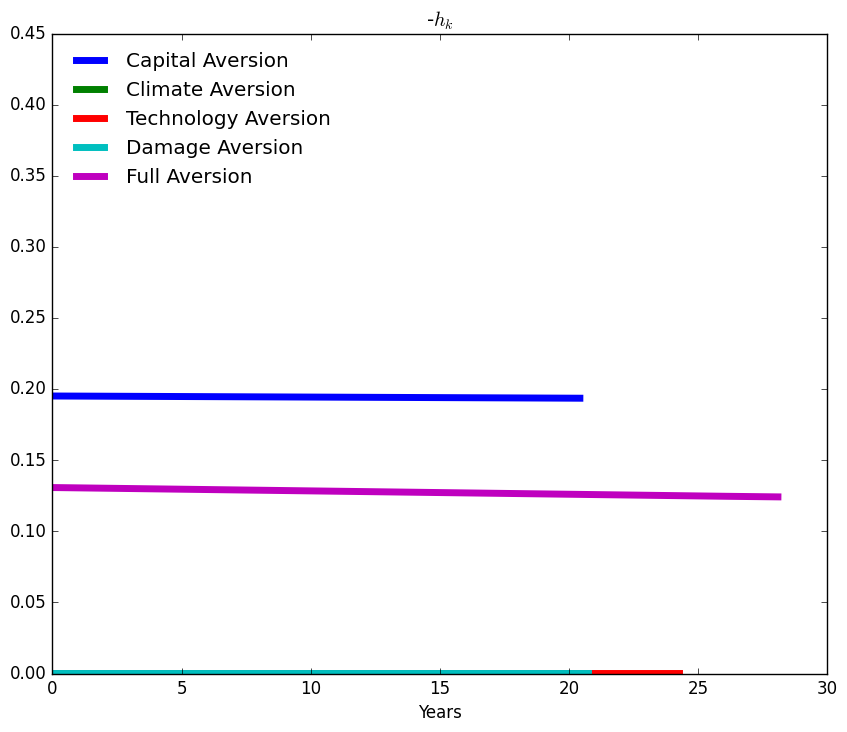 -h_k
0.45
0.40
0.35
0.30
0.25
0.20
0.15
0.10
0.05
0.00
Capital Aversion
Climate Aversion
Technology Aversion
Damage Aversion
Full Aversion
0 5 10 15 20 25 30
Years